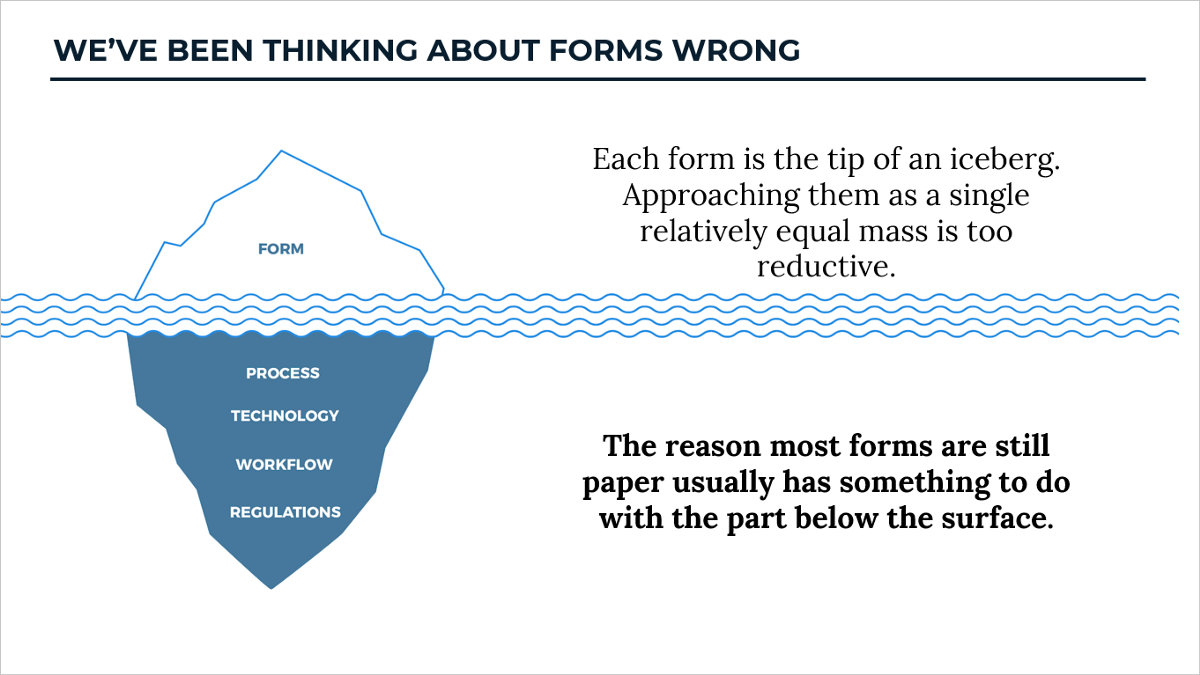 WE’VE BEEN THINKING ABOUT FORMS WRONG
Each form is the tip of an iceberg.
Approaching them as a single
relatively equal mass is too
reductive.
FORM
PROCESS
TECHNOLOGY
WORKFLOW
REGULATIONS
The reason most forms are still
paper usually has something to do
with the part below the surface.